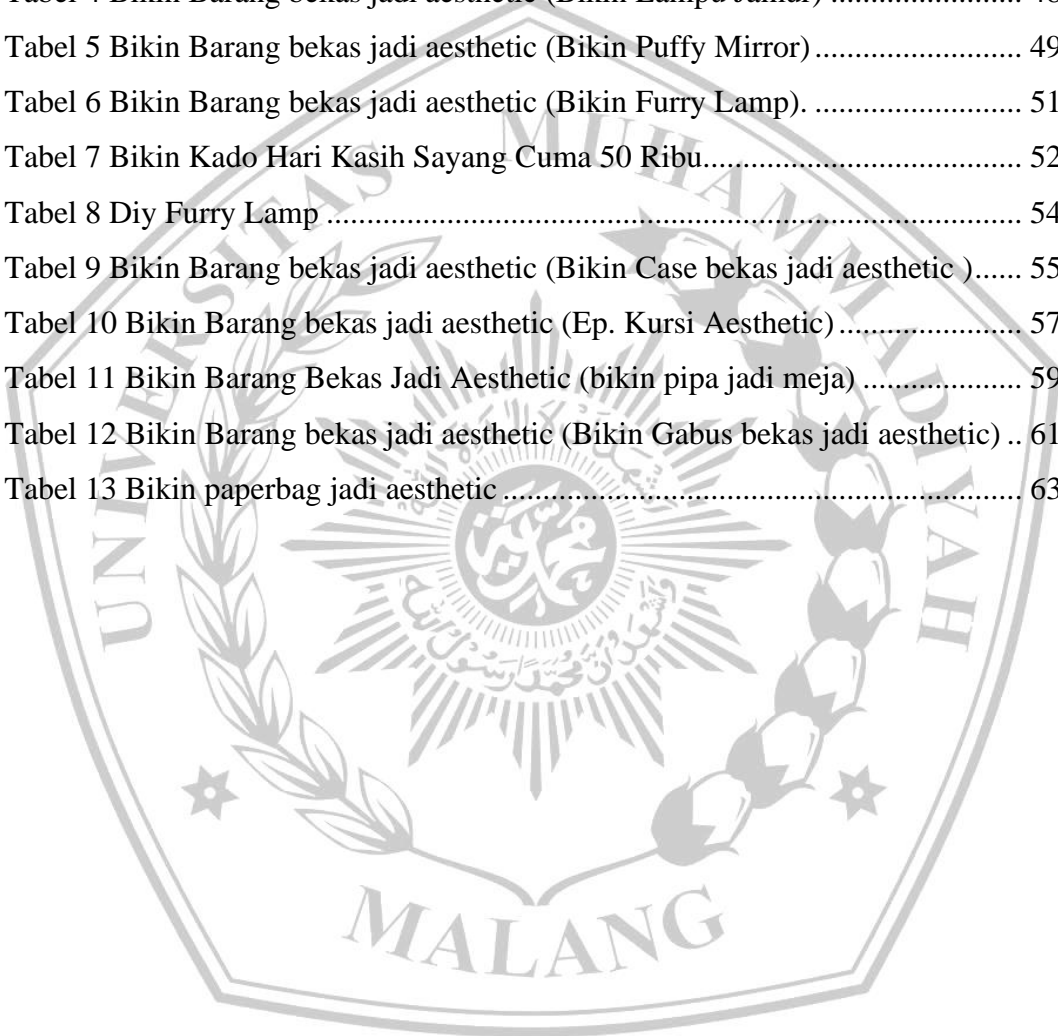 Tabel 5 Bikin Barang bekas jadi aesthetic (Bikin Puffy Mirror) ........................ 49
Tabel 6 Bikin Barang bekas jadi aesthetic (Bikin Furry Lamp). ........................ 51
Tabel 7 Bikin Kado Hari Kasih Sayang Cuma 50 Ribu..................................... 52
Tabel 8 Diy Furry Lamp ................................................................................. 54
Tabel 9 Bikin Barang bekas jadi aesthetic (Bikin Case bekas jadi aesthetic )...... 55
Tabel 10 Bikin Barang bekas jadi aesthetic (Ep. Kursi Aesthetic) ..................... 57
Tabel 11 Bikin Barang Bekas Jadi Aesthetic (bikin pipa jadi meja) .................. 59
Tabel 12 Bikin Barang bekas jadi aesthetic (Bikin Gabus bekas jadi aesthetic) .. 61
Tabel 13 Bikin paperbag jadi aesthetic ............................................................ 63
UNIVERSITAS MUHAMMADIYAH
MALANG